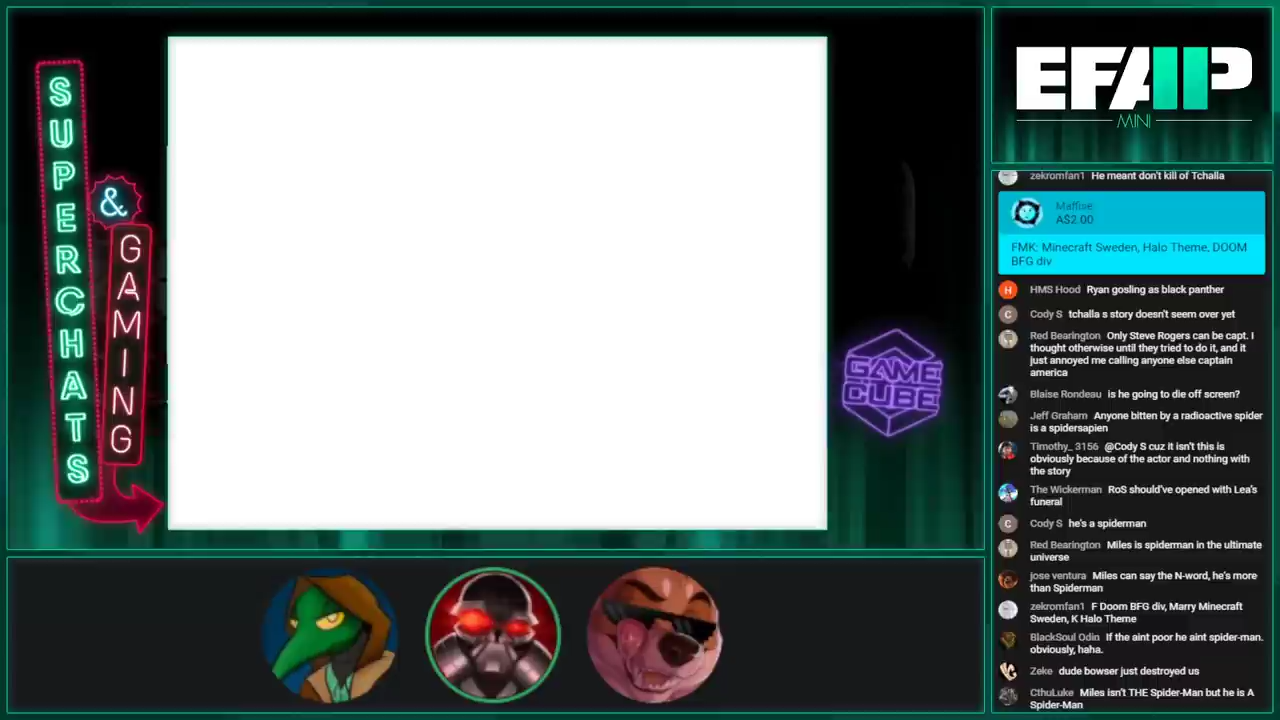 SUPERCHATS
&
GAMING
GAME
CUBE
EFAP
MINI
zekromfan1 He meant don't kill of Tchalla
Maffine
A$2.00
FMK: Minecraft Sweden, Halo Theme, DOOM
BFG div
H
HMS Hood Ryan gosling as black panther
C
Cody S tchalla s story doesn't seem over yet
Red Bearington Only Steve Rogers can be capt. I
thought otherwise until they tried to do it, and it
just annoyed me calling anyone else captain
america
Blaise Rondeau is he going to die off screen?
Jeff Graham Anyone bitten by a radioactive spider
is a spidersapien
Timothy_ 3156 @Cody S cuz it isn't this is
obviously because of the actor and nothing with
the story
The Wickerman RoS should've opened with Lea's
funeral
C
Cody S he's a spiderman
Red Bearington Miles is spiderman in the ultimate
universe
jose ventura Miles can say the N-word, he's more
than Spiderman
zekromfan1 F Doom BFG div, Marry Minecraft
Sweden, K Halo Theme
BlackSoul Odin If the aint poor he aint spider-man.
obviously, haha.
Zeke dude bowser just destroyed us
CthuLuke Miles isn't THE Spider-Man but he is A
Spider-Man